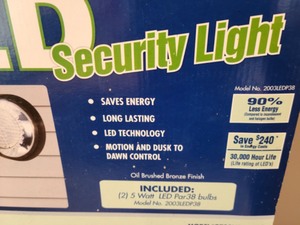 ED
Security Light
Model No. 2003LEDP38
90%
Less Energy
SAVES ENERGY
LONG LASTING
LED TECHNOLOGY
MOTION AND DUSK TO
DAWN CONTROL
Save $240*
in Energy Costs
30,000 Hour Life
(Life rating of LED's)
Oil Brushed Bronze Finish
INCLUDED:
(2) 5 Watt LED Par38 bulbs
Model No. 2003LEDP38